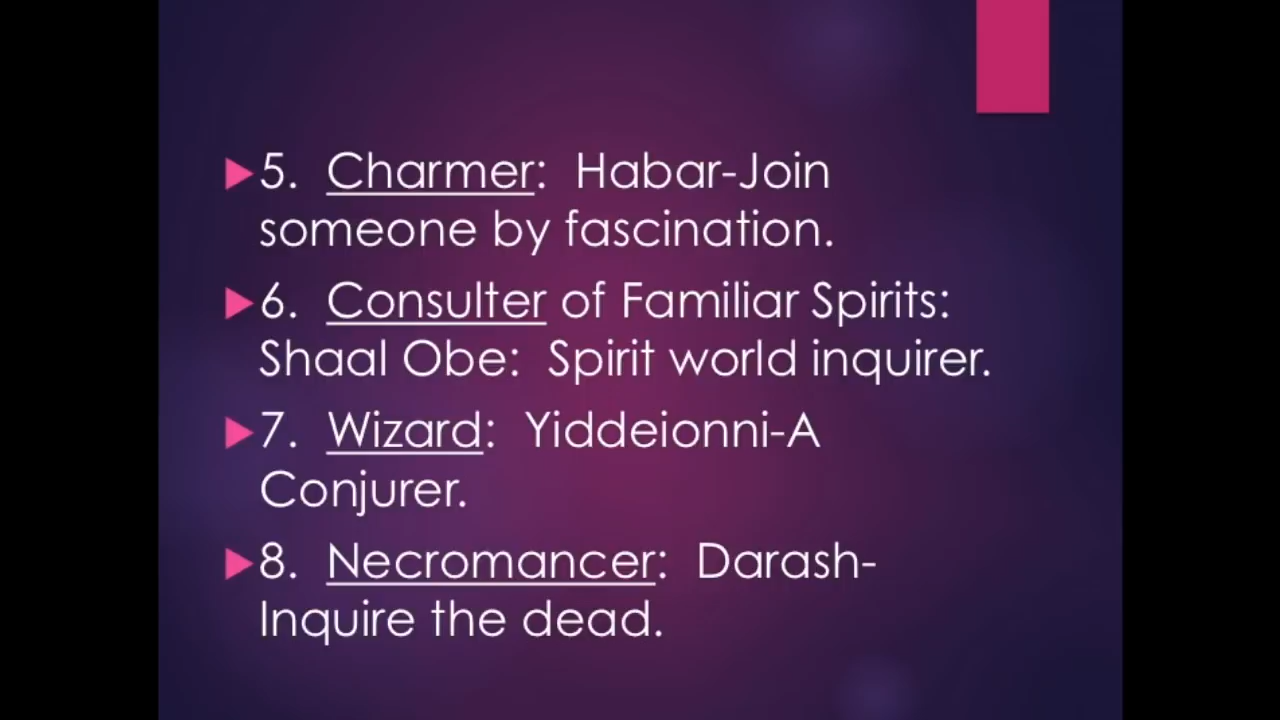 5. Charmer: Habar-Join
someone by fascination.
6. Consulter of Familiar Spirits:
Shaal Obe: Spirit world inquirer.
7. Wizard: Yiddeionni-A
Conjurer.
8. Necromancer: Darash-
Inquire the dead.